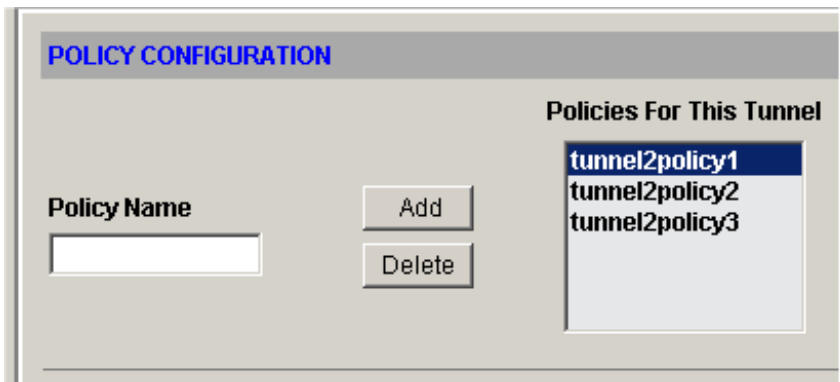 POLICY CONFIGURATION
Policies For This Tunnel
tunnel2policy1
tunnel2policy2
tunnel2policy3
Policy Name
Add
Delete